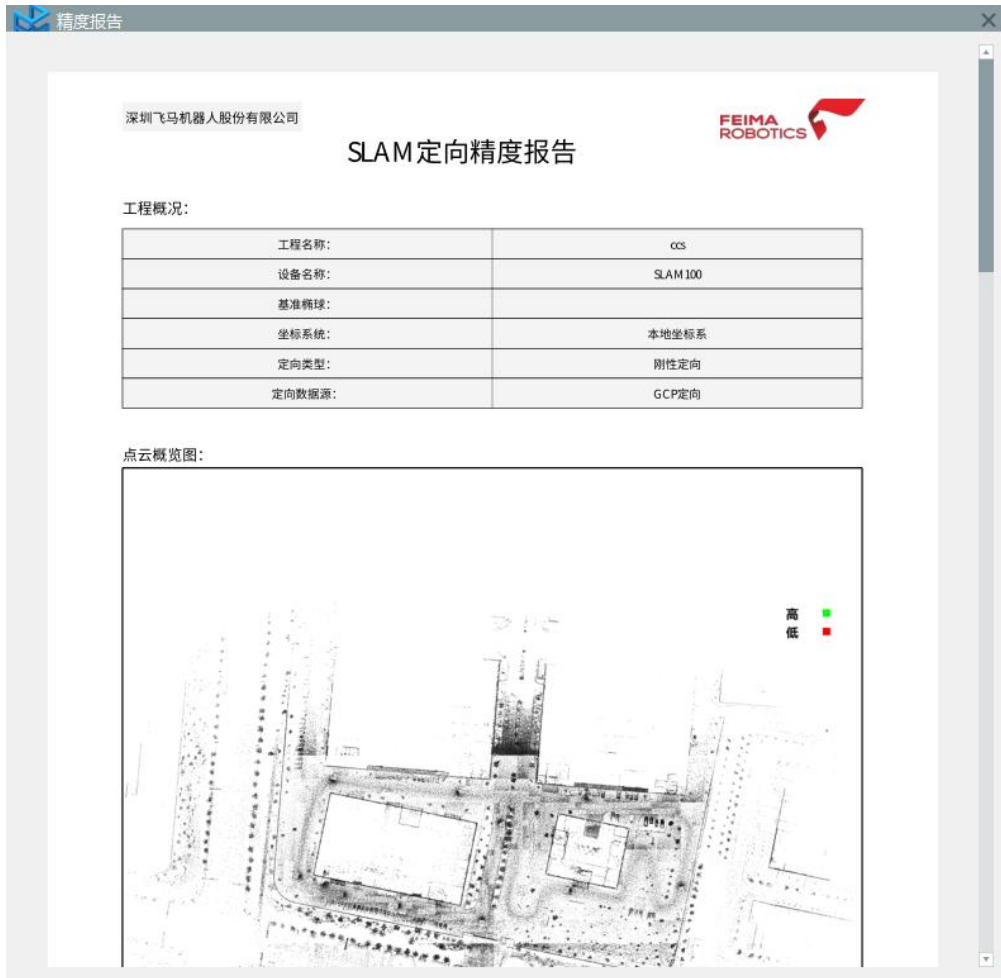 精度报告
深圳飞马机器人股份有限公司
FEIMA
ROBOTICS
SLAM定向精度报告
工程概况：
工程名称： ccs
设备名称： SLAM100
基准椭球：
坐标系统： 本地坐标系
定向类型： 刚性定向
定向数据源： GCP定向
点云概览图：
高
低